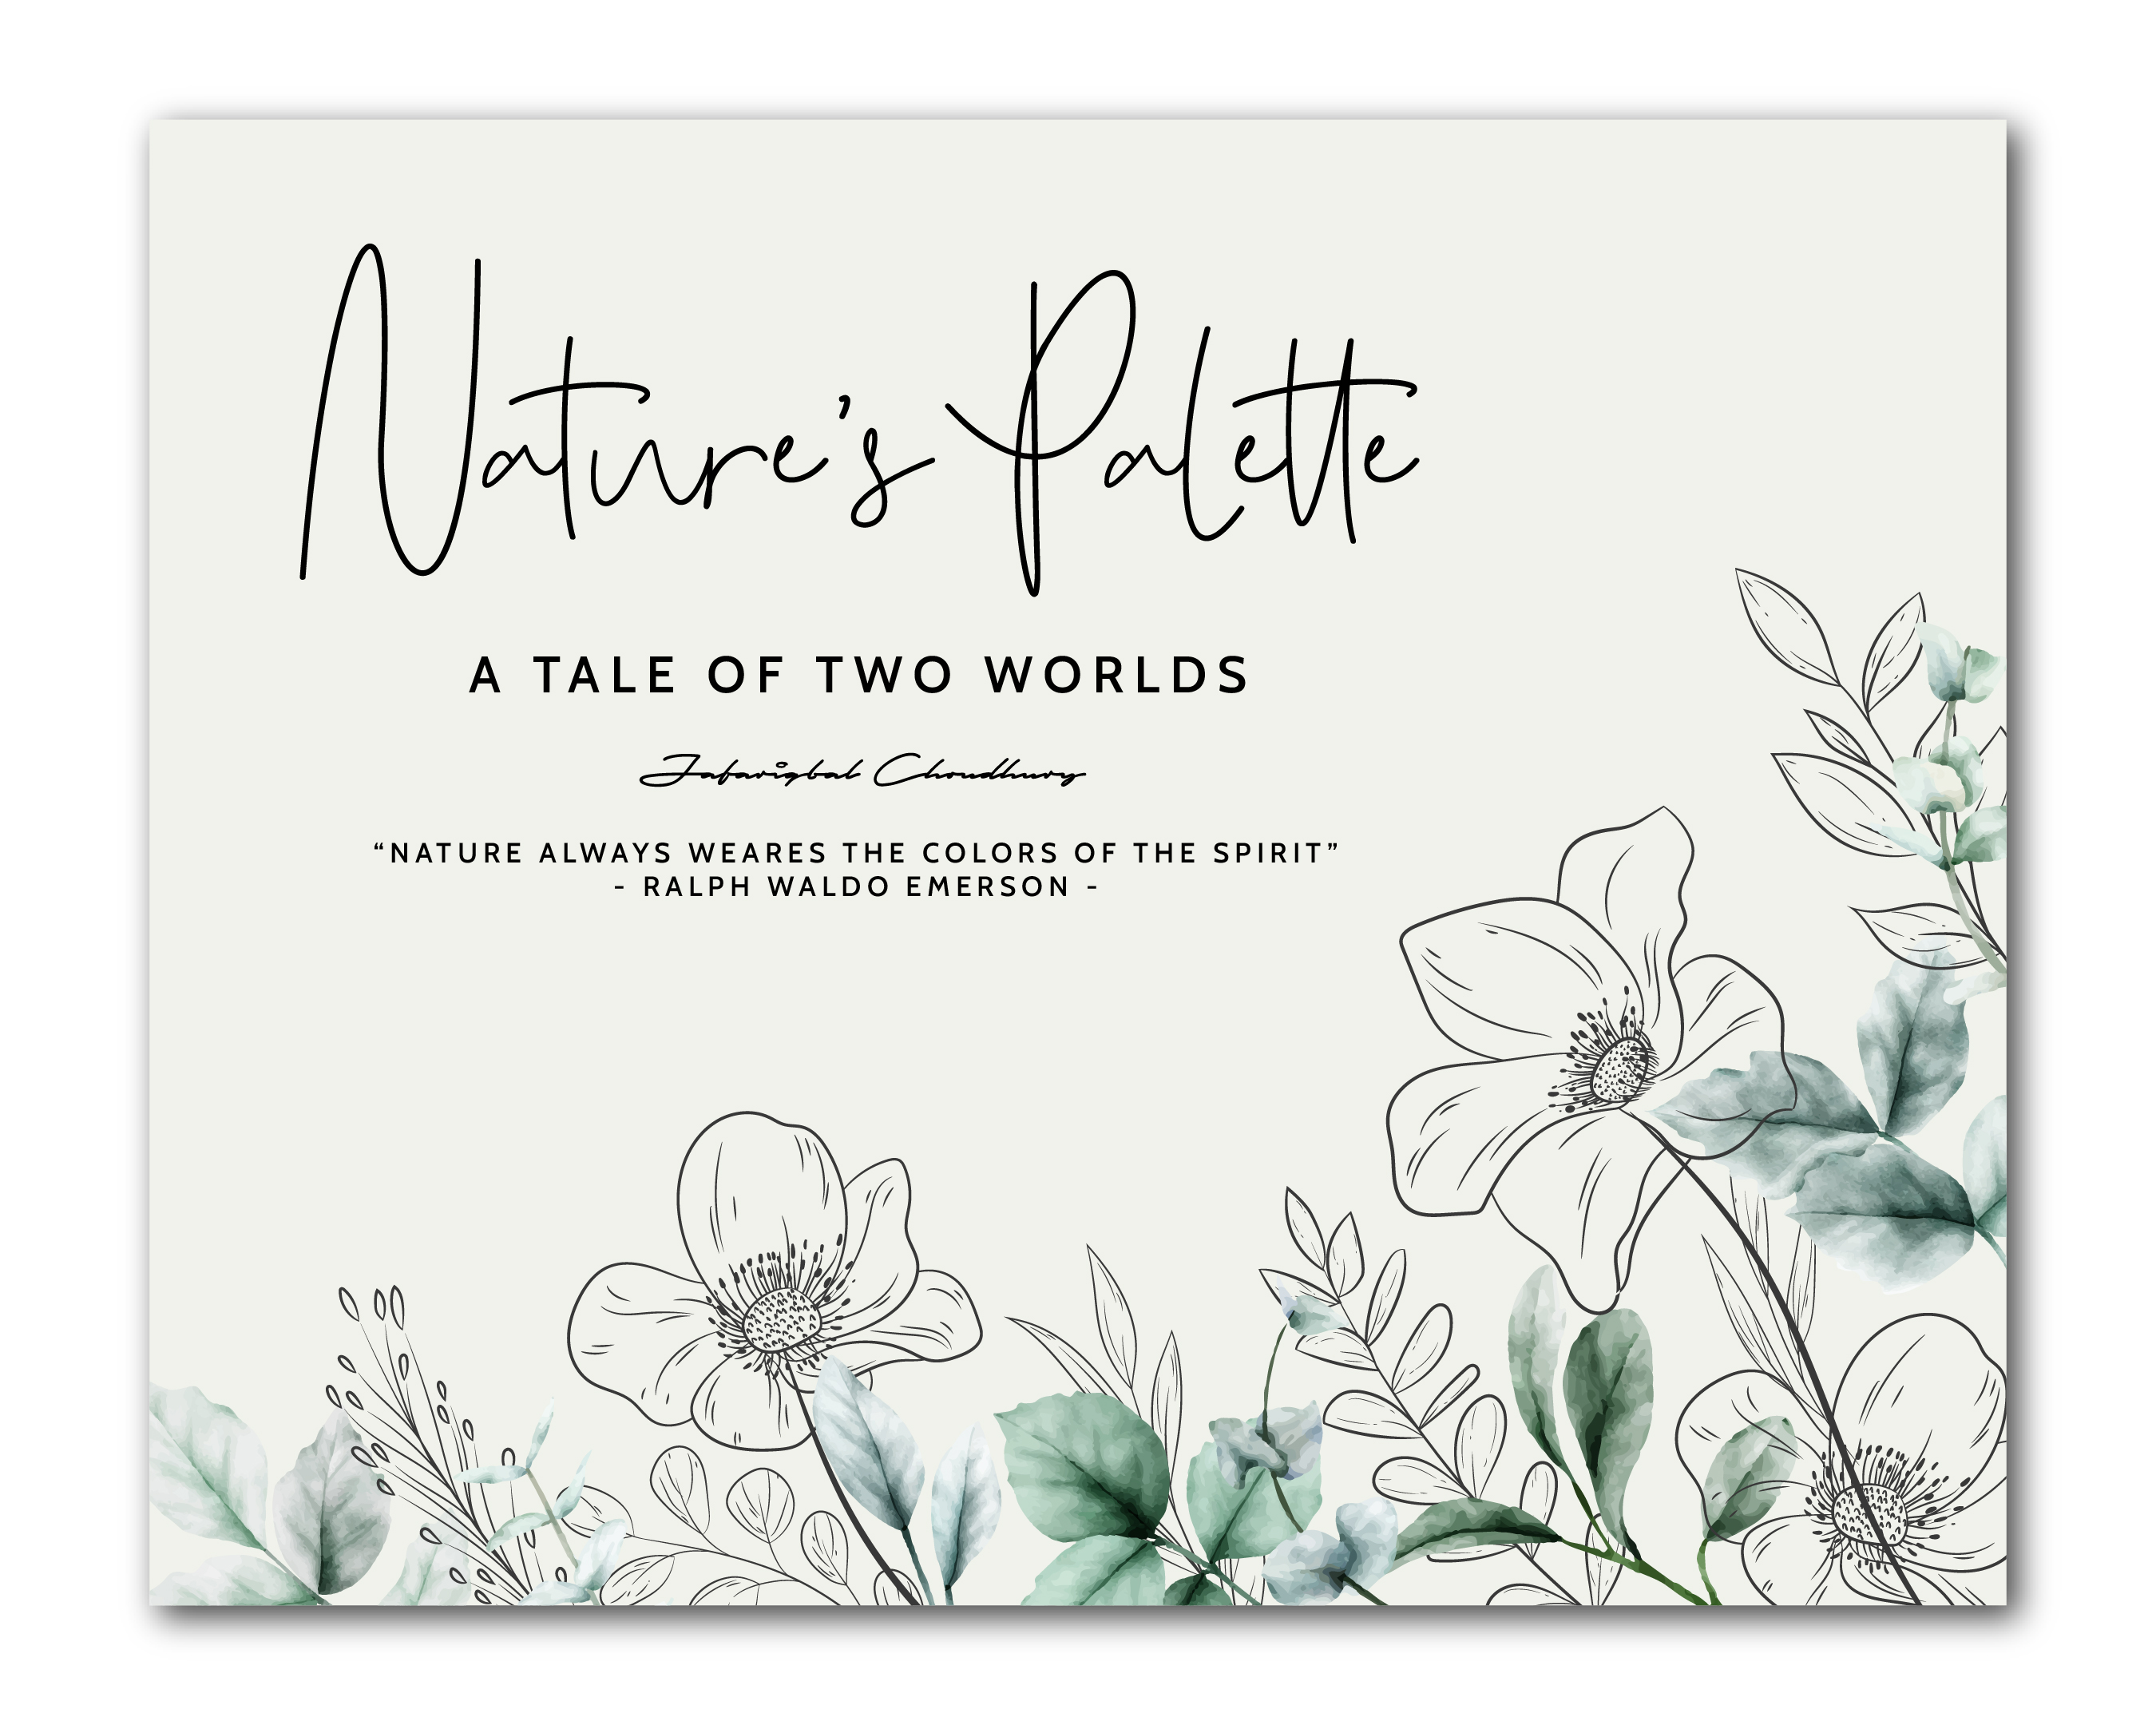 Nature's Palette
A TALE OF TWO WORLDS
Jafariqbal Choudhury
“NATURE ALWAYS WEARES THE COLORS OF THE SPIRIT”
- RALPH WALDO EMERSON -